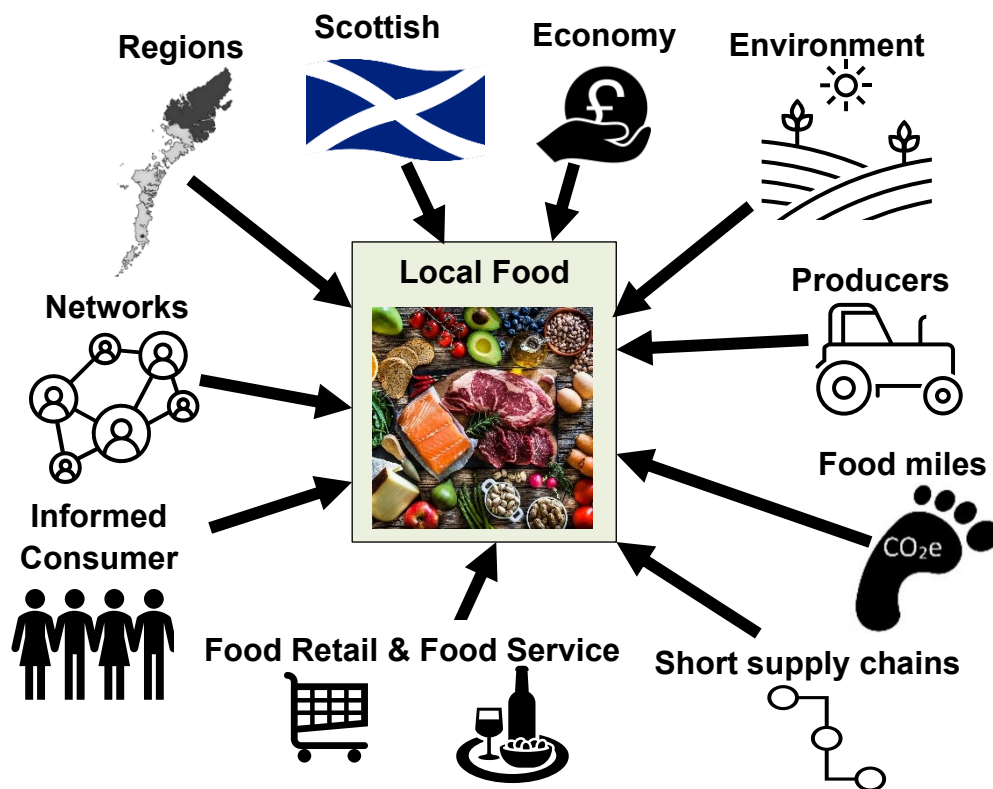 Regions
Scottish
Economy
Environment
£
Local Food
Networks
Producers
Food miles
CO₂e
Informed
Consumer
Food Retail & Food Service
Short supply chains